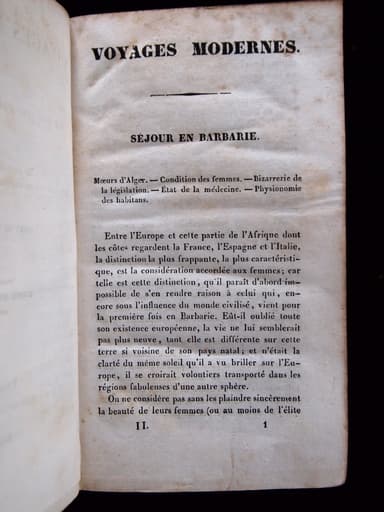 VOYAGES MODERNES.
SÉJOUR EN BARBARIE.
Mœurs d'Alger. — Condition des femmes. — Bizarrerie de
la législation. — État de la médecine. — Physionomie
des habitans.
Entre l'Europe et cette partie de l'Afrique dont
les côtes regardent la France, l'Espagne et l'Italie,
la distinction la plus frappante, la plus caractéristi-
que, est la considération accordée aux femmes; car
telle est cette distinction, qu'il paraît d'abord im-
possible de s'en rendre raison à celui qui, en-
core sous l'influence du monde civilisé, vient pour
la première fois en Barbarie. Eût-il oublié toute
son existence européenne, la vie ne lui semblerait
pas plus neuve, tant elle est différente sur cette
terre si voisine de son pays natal; et n'était la
clarté du même soleil qu'il a vu briller sur l'Eu-
rope, il se croirait volontiers transporté dans les
régions fabuleuses d'une autre sphère.
On ne considère pas sans les plaindre sincèrement
la beauté de leurs femmes (ou au moins de l'élite
II. 1